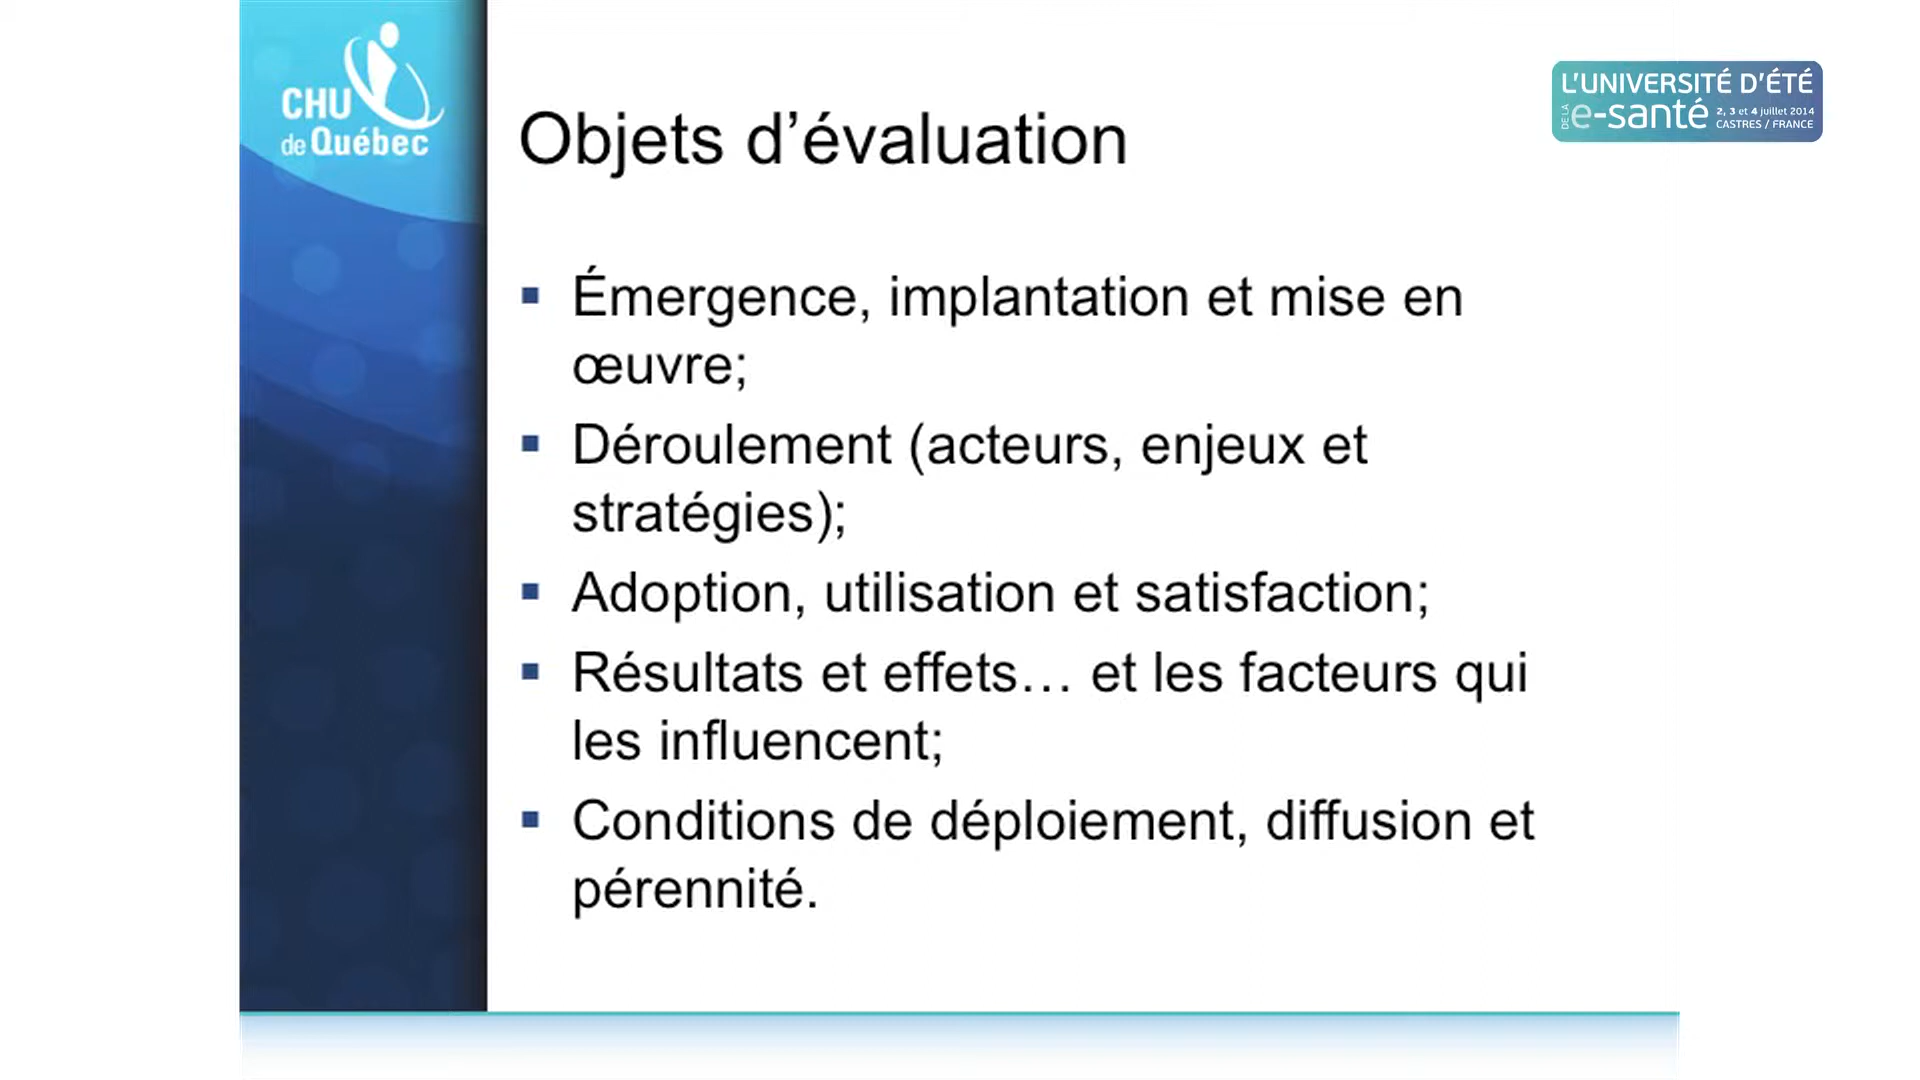 CHU
de Québec
L'UNIVERSITÉ D'ÉTÉ
DE LA e-santé 2, 3 et 4 juillet 2014
CASTRES / FRANCE
Objets d’évaluation
▪ Émergence, implantation et mise en
œuvre;
▪ Déroulement (acteurs, enjeux et
stratégies);
▪ Adoption, utilisation et satisfaction;
▪ Résultats et effets… et les facteurs qui
les influencent;
▪ Conditions de déploiement, diffusion et
pérennité.